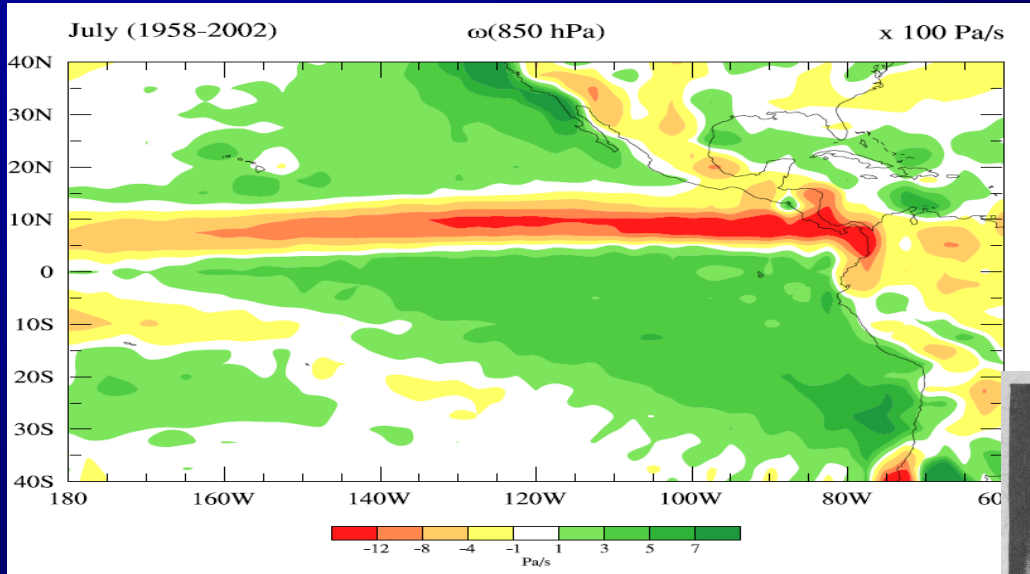 July (1958-2002) ω(850 hPa) x 100 Pa/s
40N
30N
20N
10N
0
10S
20S
30S
40S
180 160W 140W 120W 100W 80W 60
-12 -8 -4 -1 1 3 5 7
Pa/s